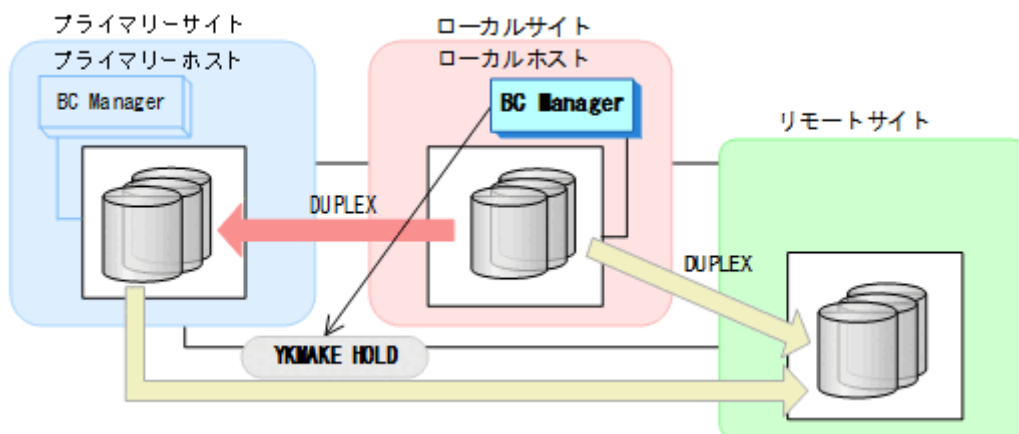 プライマリーサイト
プライマリーホスト
BC Manager
ローカルサイト
ローカルホスト
BC Manager
リモートサイト
DUPLEX
DUPLEX
YKMAKE HOLD